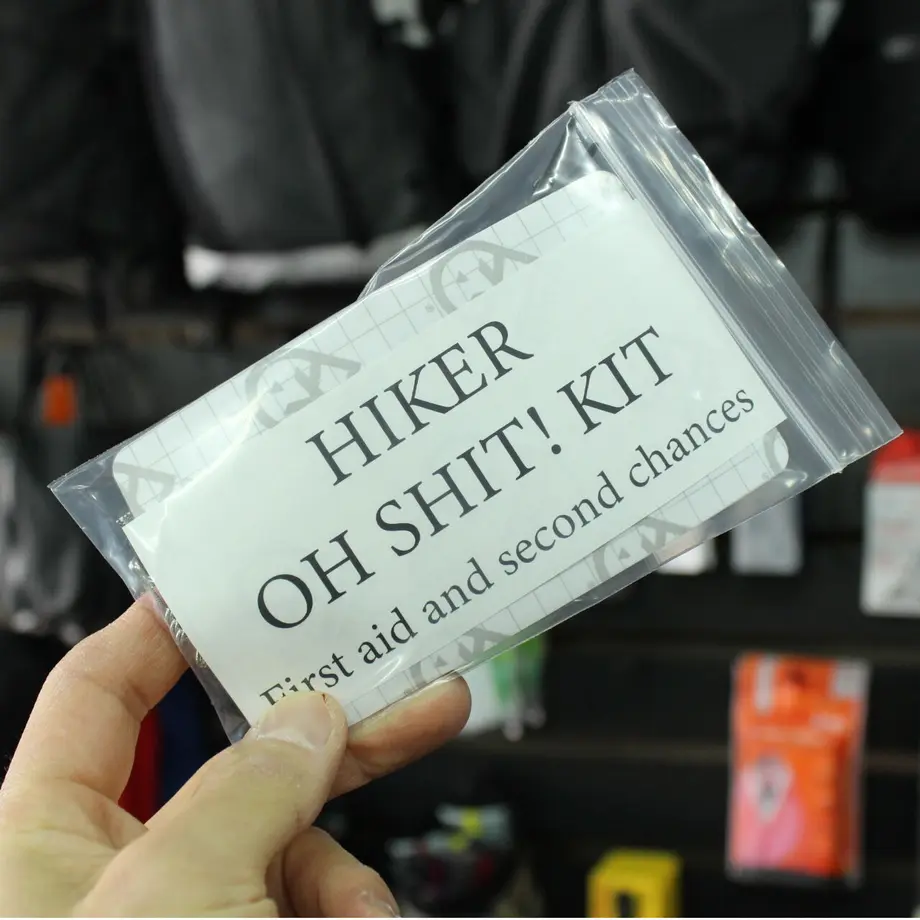 HIKER
OH SHIT! KIT
First aid and second chances